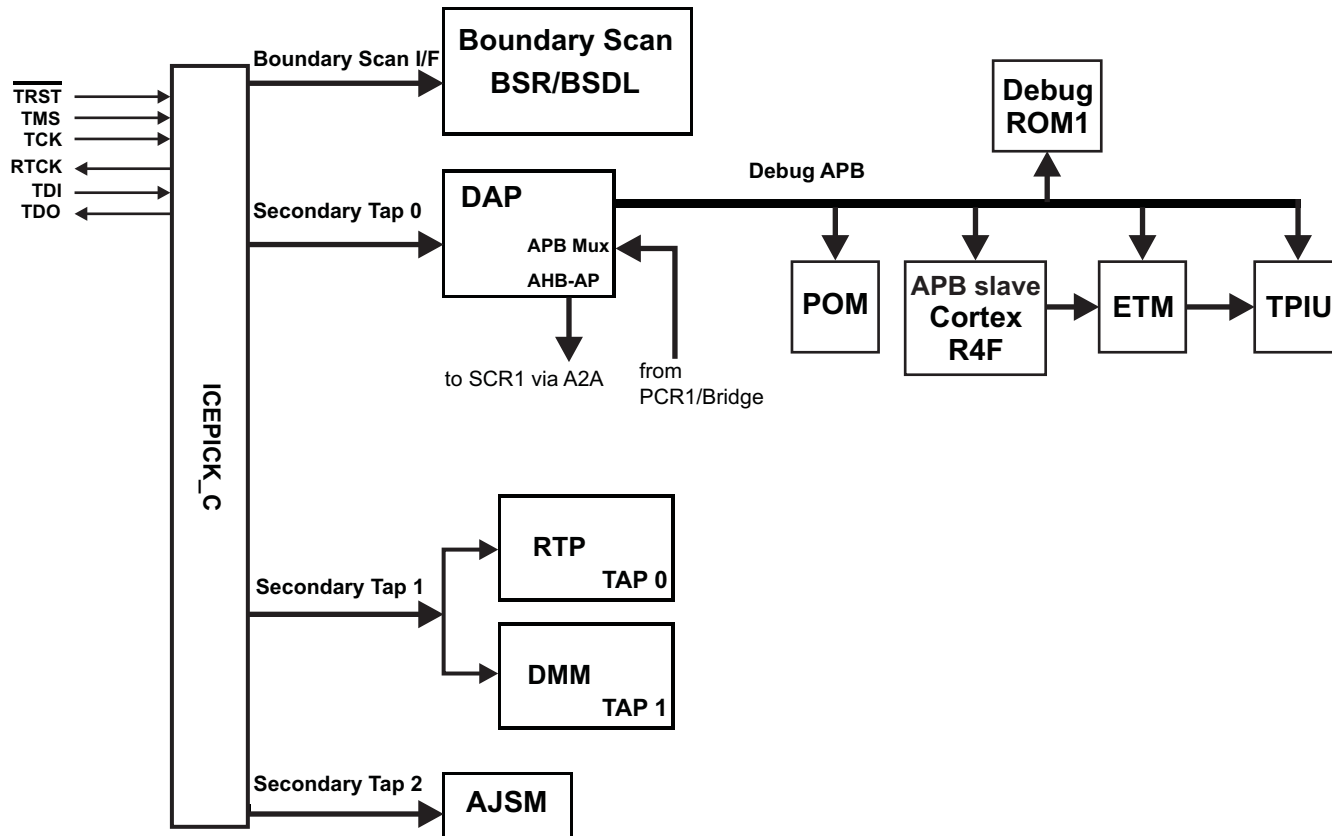 TRST
TMS
TCK
RTCK
TDI
TDO
ICEPICK_C
Boundary Scan I/F
Boundary Scan
BSR/BSDL
Secondary Tap 0
DAP
APB Mux
AHB-AP
to SCR1 via A2A
from
PCR1/Bridge
Debug APB
Debug
ROM1
POM
APB slave
Cortex
R4F
ETM
TPIU
Secondary Tap 1
RTP
TAP 0
DMM
TAP 1
Secondary Tap 2
AJSM